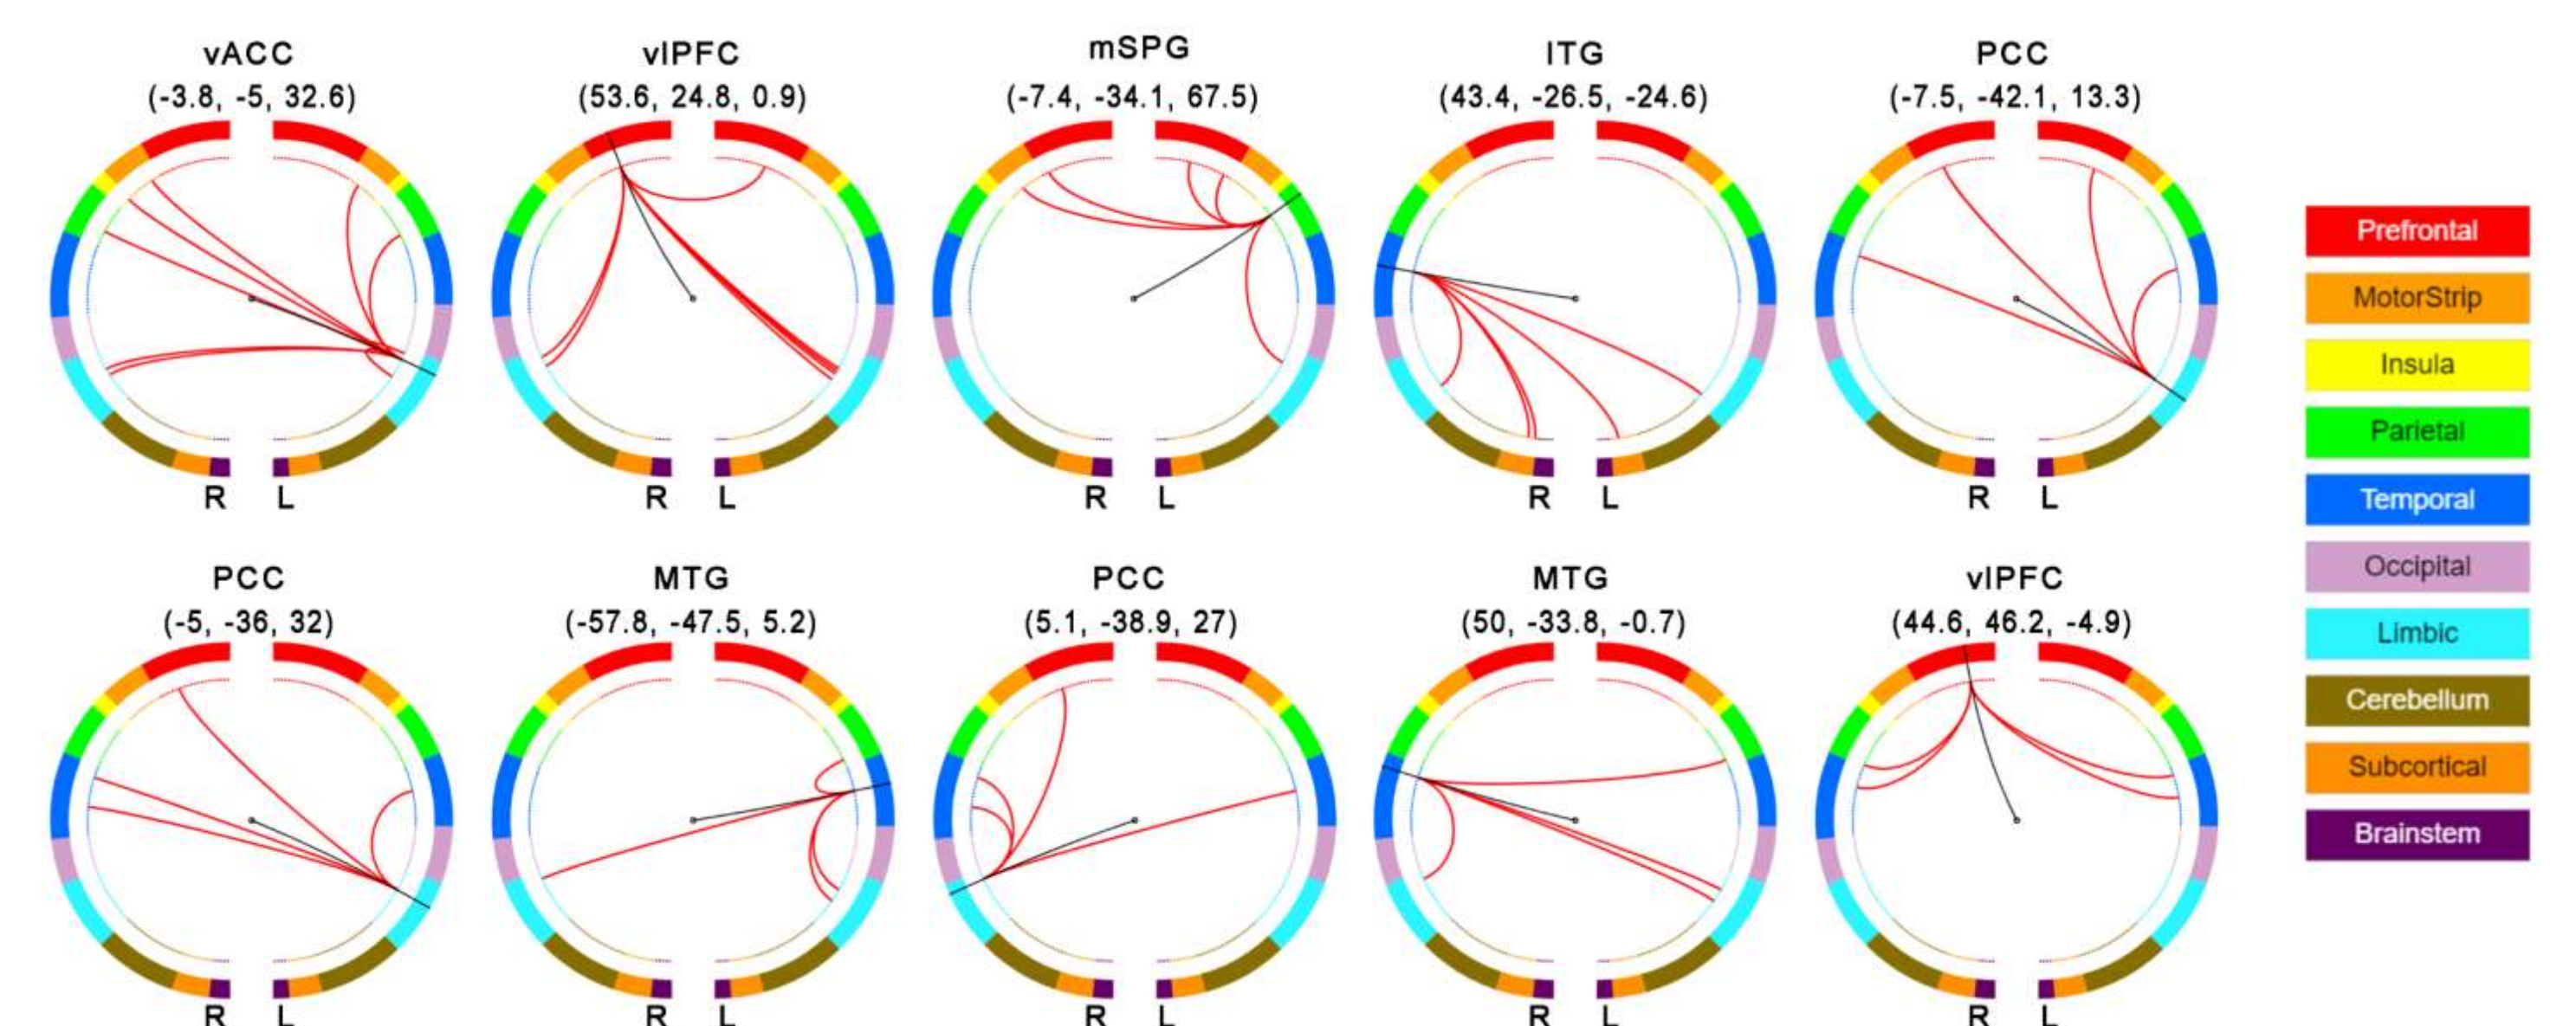 vACC
(-3.8, -5, 32.6)
R L
vlPFC
(53.6, 24.8, 0.9)
R L
mSPG
(-7.4, -34.1, 67.5)
R L
ITG
(43.4, -26.5, -24.6)
R L
PCC
(-7.5, -42.1, 13.3)
R L
PCC
(-5, -36, 32)
R L
MTG
(-57.8, -47.5, 5.2)
R L
PCC
(5.1, -38.9, 27)
R L
MTG
(50, -33.8, -0.7)
R L
vlPFC
(44.6, 46.2, -4.9)
R L
Prefrontal
MotorStrip
Insula
Parietal
Temporal
Occipital
Limbic
Cerebellum
Subcortical
Brainstem